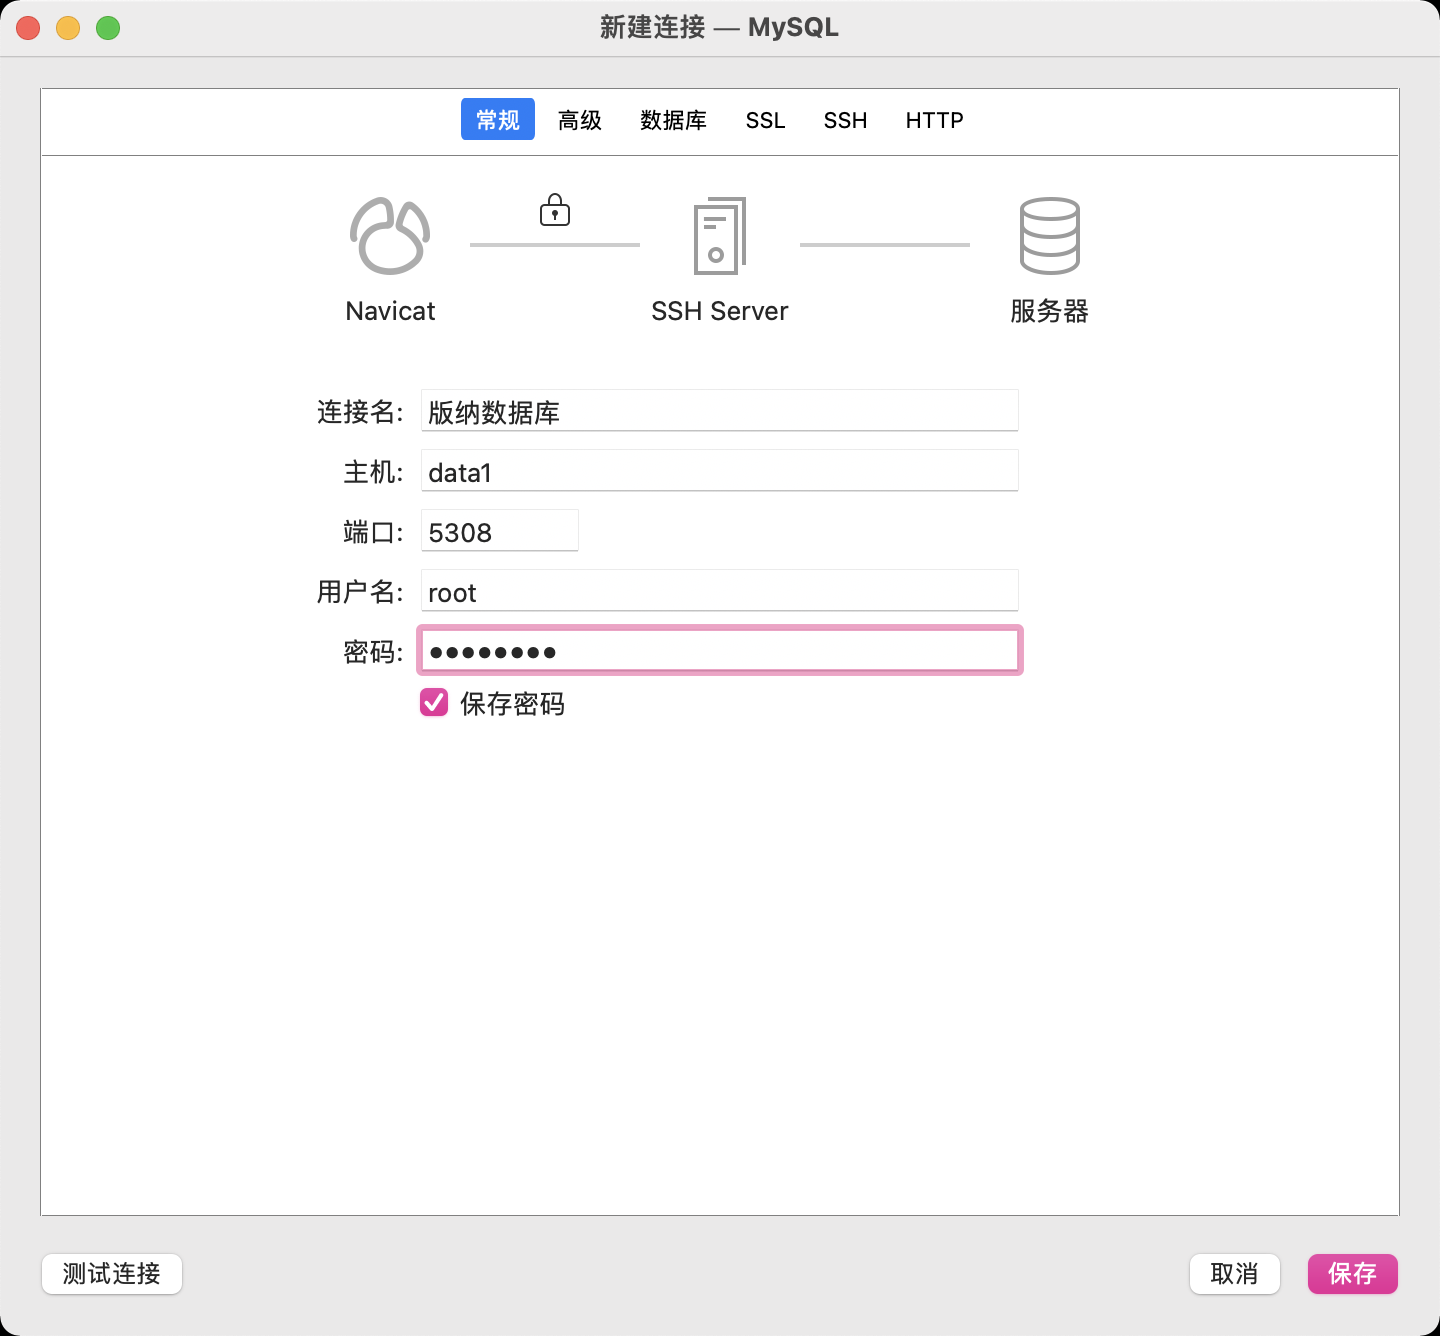 新建连接 — MySQL
常规 高级 数据库 SSL SSH HTTP
Navicat SSH Server 服务器
连接名: 版纳数据库
主机: data1
端口: 5308
用户名: root
密码: ●●●●●●●●
保存密码
测试连接 取消 保存